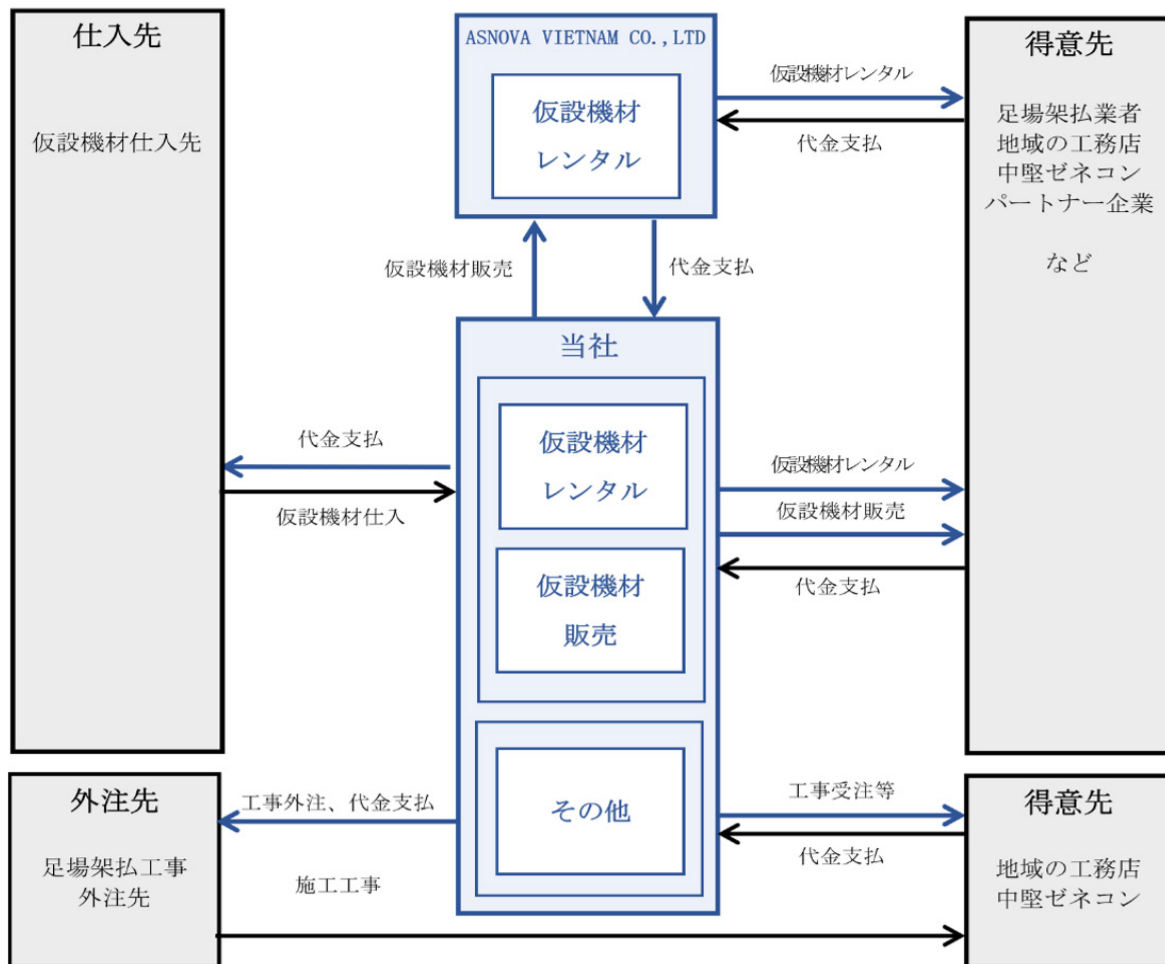 仕入先
仮設機材仕入先
ASNOVA VIETNAM CO.,LTD
仮設機材
レンタル
仮設機材レンタル
代金支払
得意先
足場架払業者
地域の工務店
中堅ゼネコン
パートナー企業
など
仮設機材販売
代金支払
当社
仮設機材
レンタル
仮設機材
販売
代金支払
仮設機材仕入
仮設機材レンタル
仮設機材販売
代金支払
外注先
足場架払工事
外注先
工事外注、代金支払
施工工事
その他
工事受注等
代金支払
得意先
地域の工務店
中堅ゼネコン